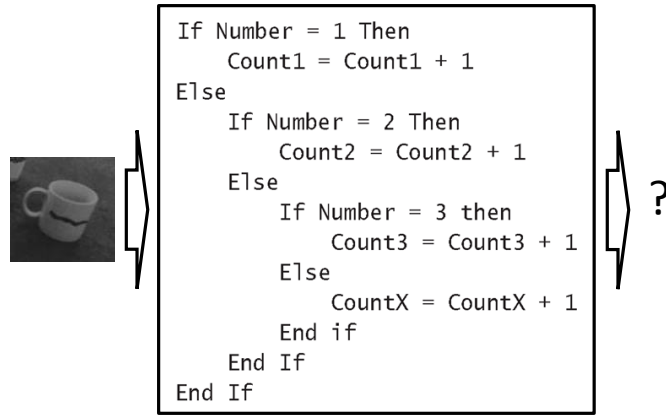 If Number = 1 Then
Count1 = Count1 + 1
Else
If Number = 2 Then
Count2 = Count2 + 1
Else
If Number = 3 then
Count3 = Count3 + 1
Else
CountX = CountX + 1
End if
End If
End If
?